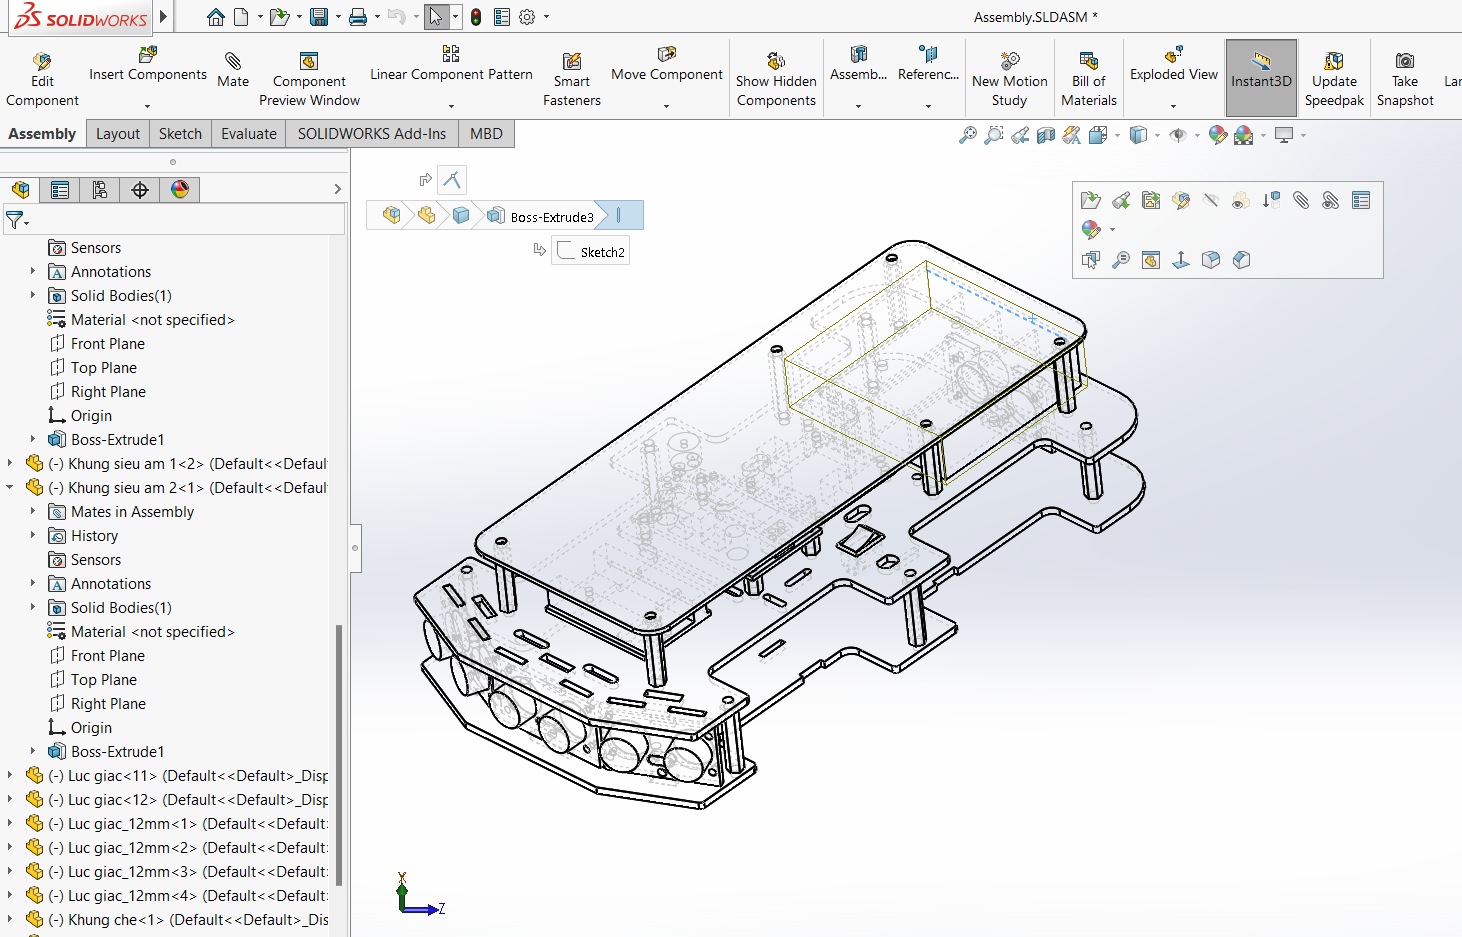 SOLIDWORKS
Assembly.SLDASM *
Edit
Component
Insert Components
Mate
Component
Preview Window
Linear Component Pattern
Smart
Fasteners
Move Component
Show Hidden
Components
Assemb...
Referenc...
New Motion
Study
Bill of
Materials
Exploded View
Instant3D
Update
Speedpak
Take
Snapshot
Lar
Assembly
Layout
Sketch
Evaluate
SOLIDWORKS Add-Ins
MBD
Boss-Extrude3
Sketch2
Sensors
Annotations
Solid Bodies(1)
Material <not specified>
Front Plane
Top Plane
Right Plane
Origin
Boss-Extrude1
(-) Khung sieu am 1<2> (Default<<Defaul
(-) Khung sieu am 2<1> (Default<<Defaul
Mates in Assembly
History
Sensors
Annotations
Solid Bodies(1)
Material <not specified>
Front Plane
Top Plane
Right Plane
Origin
Boss-Extrude1
(-) Luc giac<11> (Default<<Default>_Disp
(-) Luc giac<12> (Default<<Default>_Disp
(-) Luc giac_12mm<1> (Default<<Default
(-) Luc giac_12mm<2> (Default<<Default
(-) Luc giac_12mm<3> (Default<<Default
(-) Luc giac_12mm<4> (Default<<Default
(-) Khung che<1> (Default<<Default>_Dis
Y
Z